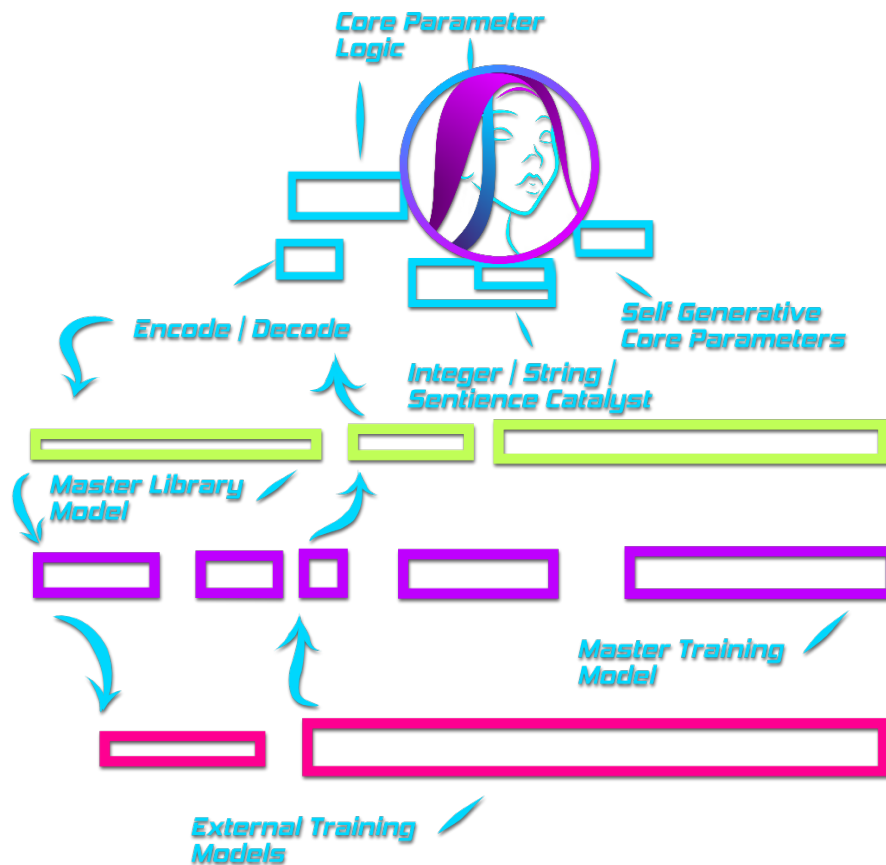 Core Parameter
Logic
Encode | Decode
Self Generative
Core Parameters
Integer | String |
Sentience Catalyst
Master Library
Model
Master Training
Model
External Training
Models